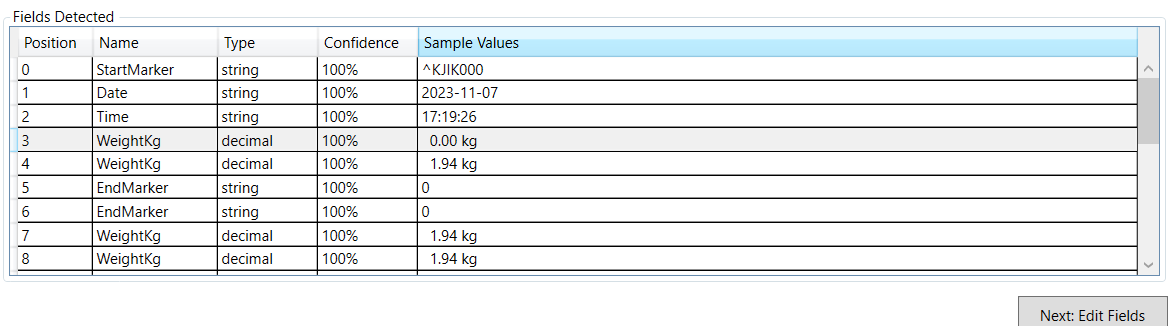 Fields Detected
Position Name Type Confidence Sample Values
0 StartMarker string 100% ^KJIK000
1 Date string 100% 2023-11-07
2 Time string 100% 17:19:26
3 WeightKg decimal 100% 0.00 kg
4 WeightKg decimal 100% 1.94 kg
5 EndMarker string 100% 0
6 EndMarker string 100% 0
7 WeightKg decimal 100% 1.94 kg
8 WeightKg decimal 100% 1.94 kg
Next: Edit Fields